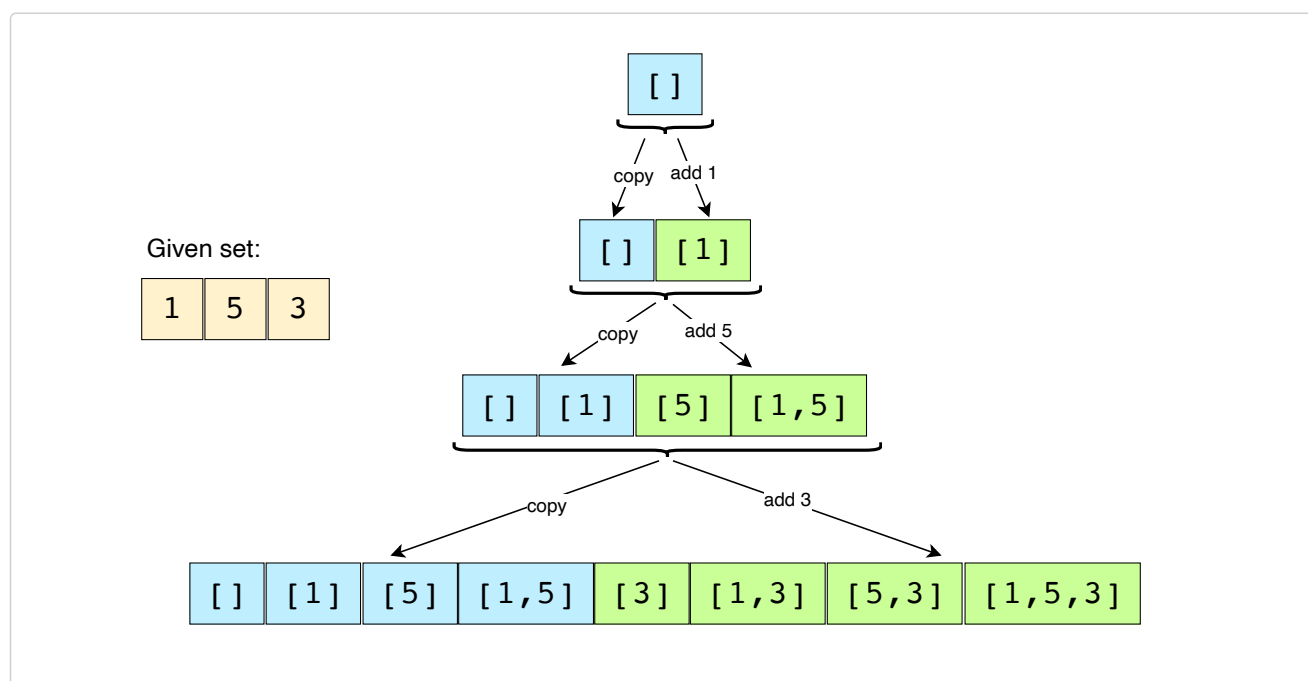 []
copy add 1
[] [1]
Given set:
1 5 3
copy add 5
[] [1] [5] [1,5]
copy add 3
[] [1] [5] [1,5] [3] [1,3] [5,3] [1,5,3]